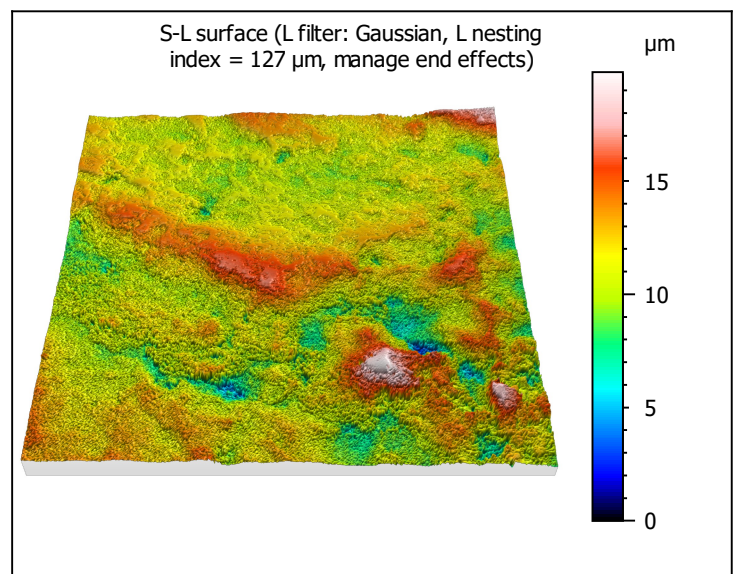 S-L surface (L filter: Gaussian, L nesting
index = 127 µm, manage end effects)
µm
15
10
5
0